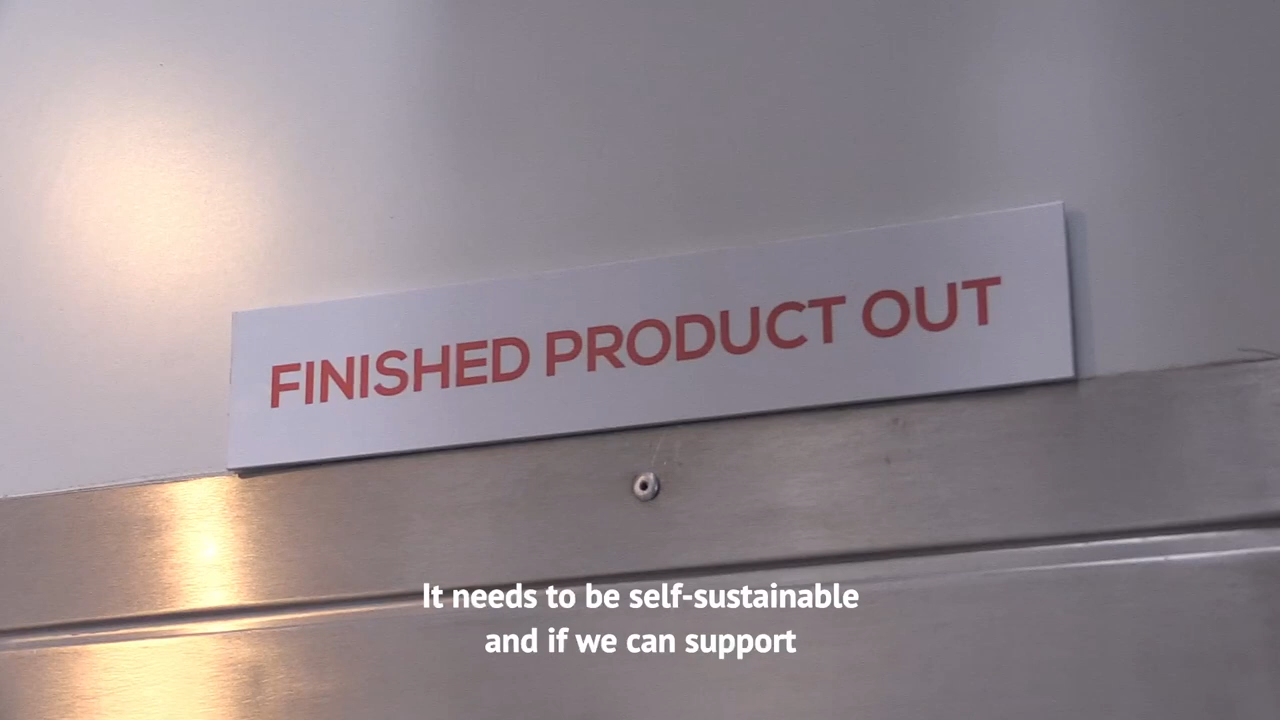 FINISHED PRODUCT OUT
It needs to be self-sustainable
and if we can support